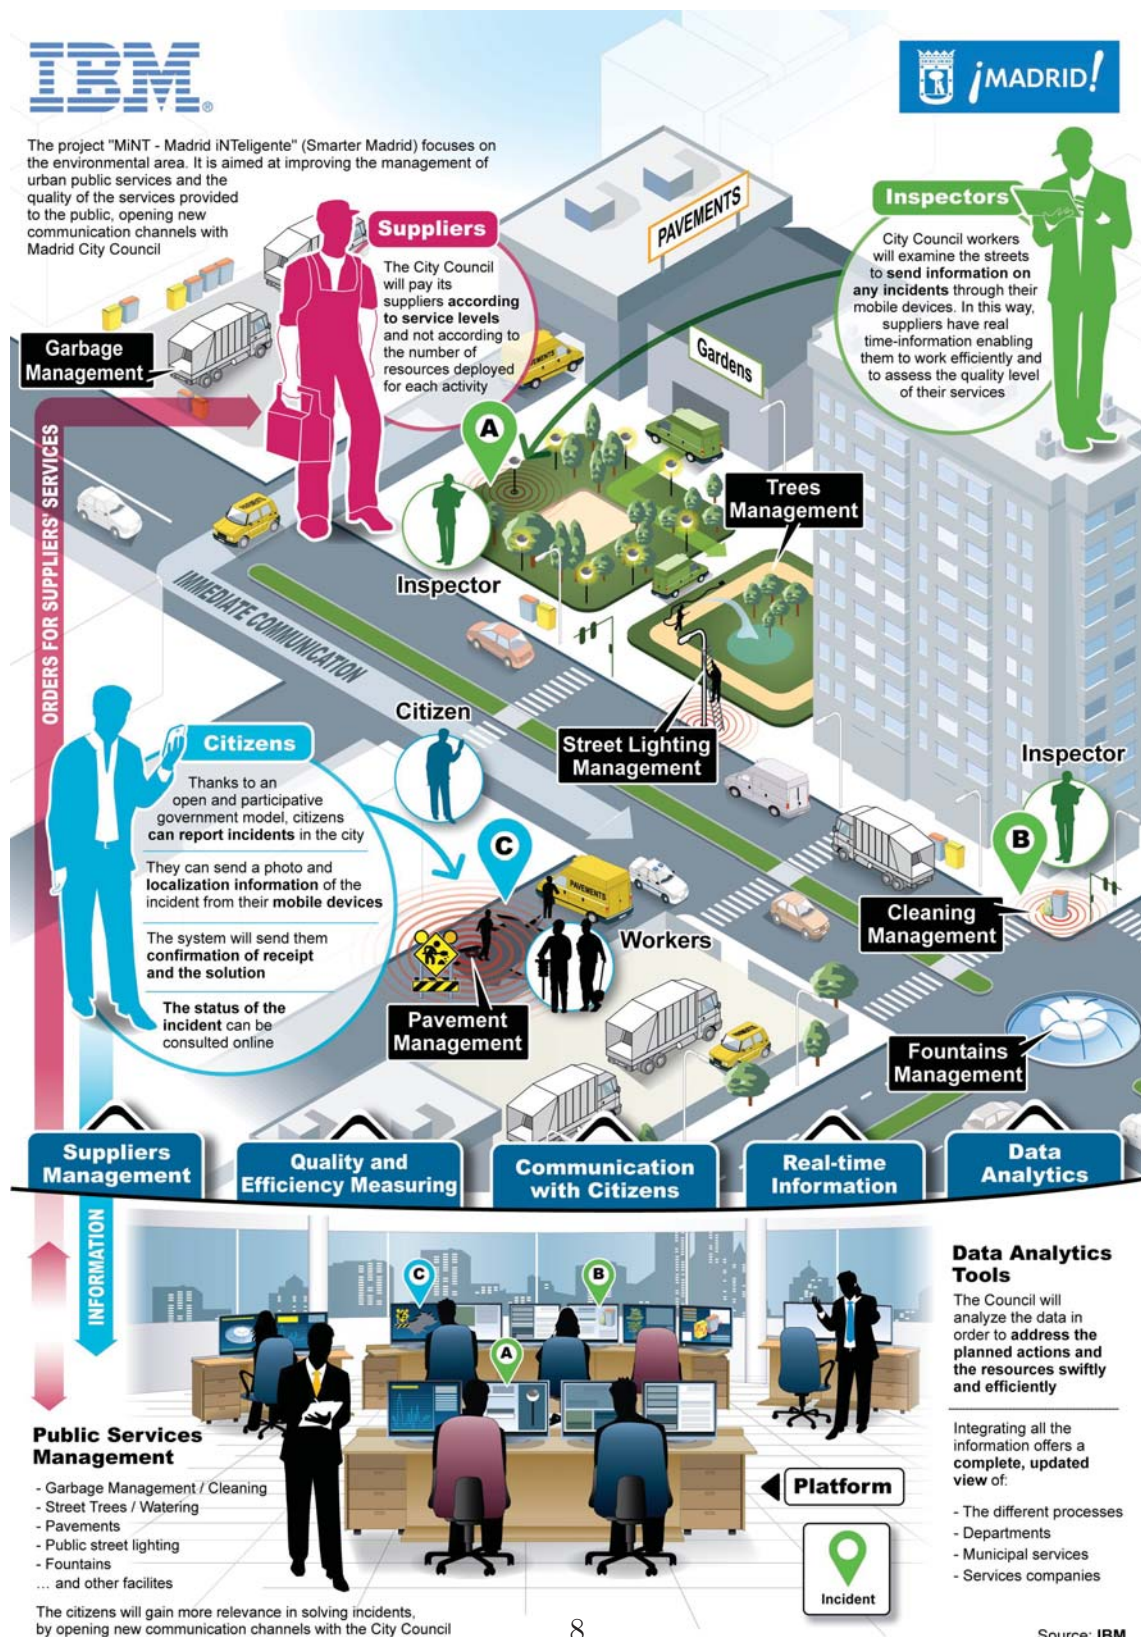 IBM®
¡MADRID!
The project "MiNT - Madrid iNTeligente" (Smarter Madrid) focuses on
the environmental area. It is aimed at improving the management of
urban public services and the
quality of the services provided
to the public, opening new
communication channels with
Madrid City Council
Suppliers
The City Council
will pay its
suppliers according
to service levels
and not according to
the number of
resources deployed
for each activity
PAVEMENTS
Inspectors
City Council workers
will examine the streets
to send information on
any incidents through their
mobile devices. In this way,
suppliers have real
time-information enabling
them to work efficiently and
to assess the quality level
of their services
Garbage
Management
Gardens
A
Inspector
Trees
Management
ORDERS FOR SUPPLIERS' SERVICES
IMMEDIATE COMMUNICATION
Citizen
Street Lighting
Management
Citizens
Thanks to an
open and participative
government model, citizens
can report incidents in the city
They can send a photo and
localization information of the
incident from their mobile devices
The system will send them
confirmation of receipt
and the solution
The status of the
incident can be
consulted online
Inspector
B
C
PAVEMENTS
Cleaning
Management
Workers
Pavement
Management
Fountains
Management
Suppliers
Management
Quality and
Efficiency Measuring
Communication
with Citizens
Real-time
Information
Data
Analytics
INFORMATION
C
B
A
Data Analytics
Tools
The Council will
analyze the data in
order to address the
planned actions and
the resources swiftly
and efficiently
Integrating all the
information offers a
complete, updated
view of:
- The different processes
- Departments
- Municipal services
- Services companies
Public Services
Management
- Garbage Management / Cleaning
- Street Trees / Watering
- Pavements
- Public street lighting
- Fountains
... and other facilites
Platform
Incident
The citizens will gain more relevance in solving incidents,
by opening new communication channels with the City Council
8
Source: IBM